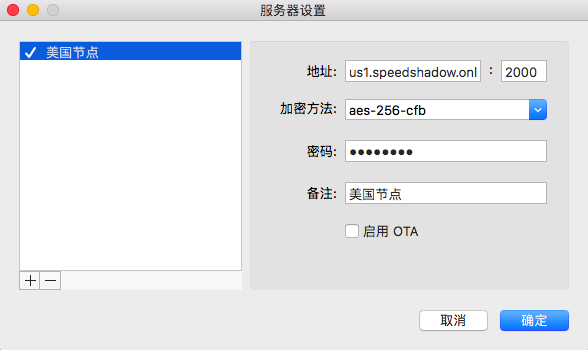 服务器设置
美国节点
地址: us1.speedshadow.onl : 2000
加密方法: aes-256-cfb
密码: ●●●●●●●●
备注: 美国节点
启用 OTA
取消 确定